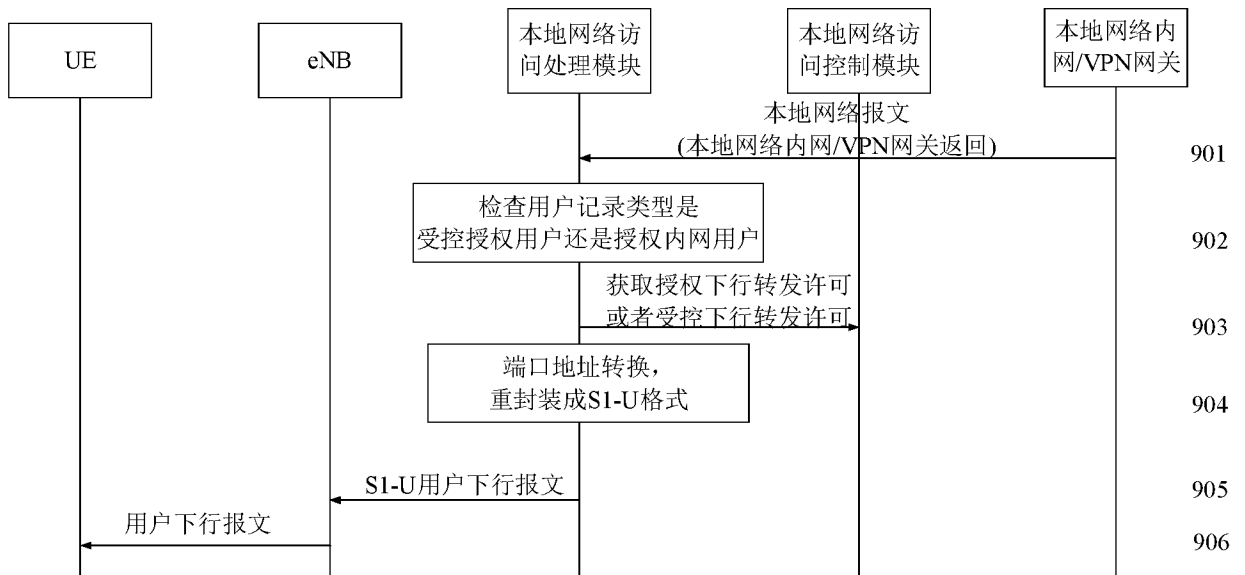 UE
eNB
本地网络访
问处理模块
本地网络访
问控制模块
本地网络内
网/VPN网关
本地网络报文
(本地网络内网/VPN网关返回)
901
检查用户记录类型是
受控授权用户还是授权内网用户
902
获取授权下行转发许可
或者受控下行转发许可
903
端口地址转换，
重封装成S1-U格式
904
S1-U用户下行报文
905
用户下行报文
906